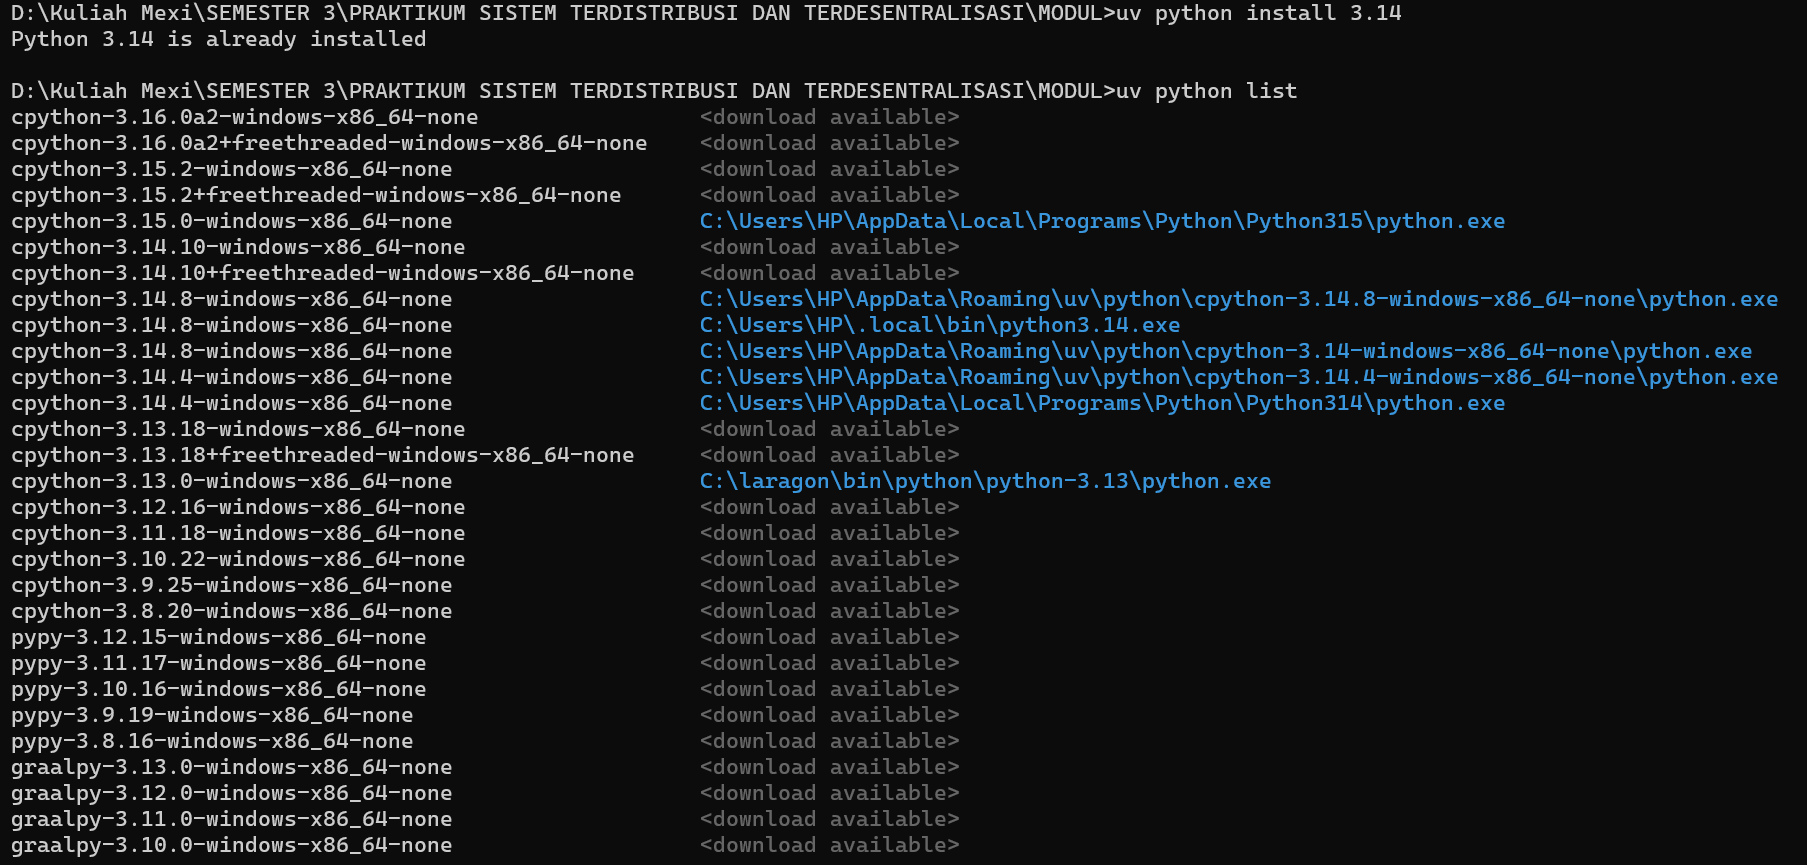 D:\Kuliah Mexi\SEMESTER 3\PRAKTIKUM SISTEM TERDISTRIBUSI DAN TERDESENTRALISASI\MODUL>uv python install 3.14
Python 3.14 is already installed

D:\Kuliah Mexi\SEMESTER 3\PRAKTIKUM SISTEM TERDISTRIBUSI DAN TERDESENTRALISASI\MODUL>uv python list
cpython-3.16.0a2-windows-x86_64-none                 <download available>
cpython-3.16.0a2+freethreaded-windows-x86_64-none    <download available>
cpython-3.15.2-windows-x86_64-none                   <download available>
cpython-3.15.2+freethreaded-windows-x86_64-none      <download available>
cpython-3.15.0-windows-x86_64-none                   C:\Users\HP\AppData\Local\Programs\Python\Python315\python.exe
cpython-3.14.10-windows-x86_64-none                  <download available>
cpython-3.14.10+freethreaded-windows-x86_64-none     <download available>
cpython-3.14.8-windows-x86_64-none                   C:\Users\HP\AppData\Roaming\uv\python\cpython-3.14.8-windows-x86_64-none\python.exe
cpython-3.14.8-windows-x86_64-none                   C:\Users\HP\.local\bin\python3.14.exe
cpython-3.14.8-windows-x86_64-none                   C:\Users\HP\AppData\Roaming\uv\python\cpython-3.14-windows-x86_64-none\python.exe
cpython-3.14.4-windows-x86_64-none                   C:\Users\HP\AppData\Roaming\uv\python\cpython-3.14.4-windows-x86_64-none\python.exe
cpython-3.14.4-windows-x86_64-none                   C:\Users\HP\AppData\Local\Programs\Python\Python314\python.exe
cpython-3.13.18-windows-x86_64-none                  <download available>
cpython-3.13.18+freethreaded-windows-x86_64-none     <download available>
cpython-3.13.0-windows-x86_64-none                   C:\laragon\bin\python\python-3.13\python.exe
cpython-3.12.16-windows-x86_64-none                  <download available>
cpython-3.11.18-windows-x86_64-none                  <download available>
cpython-3.10.22-windows-x86_64-none                  <download available>
cpython-3.9.25-windows-x86_64-none                   <download available>
cpython-3.8.20-windows-x86_64-none                   <download available>
pypy-3.12.15-windows-x86_64-none                     <download available>
pypy-3.11.17-windows-x86_64-none                     <download available>
pypy-3.10.16-windows-x86_64-none                     <download available>
pypy-3.9.19-windows-x86_64-none                      <download available>
pypy-3.8.16-windows-x86_64-none                      <download available>
graalpy-3.13.0-windows-x86_64-none                   <download available>
graalpy-3.12.0-windows-x86_64-none                   <download available>
graalpy-3.11.0-windows-x86_64-none                   <download available>
graalpy-3.10.0-windows-x86_64-none                   <download available>